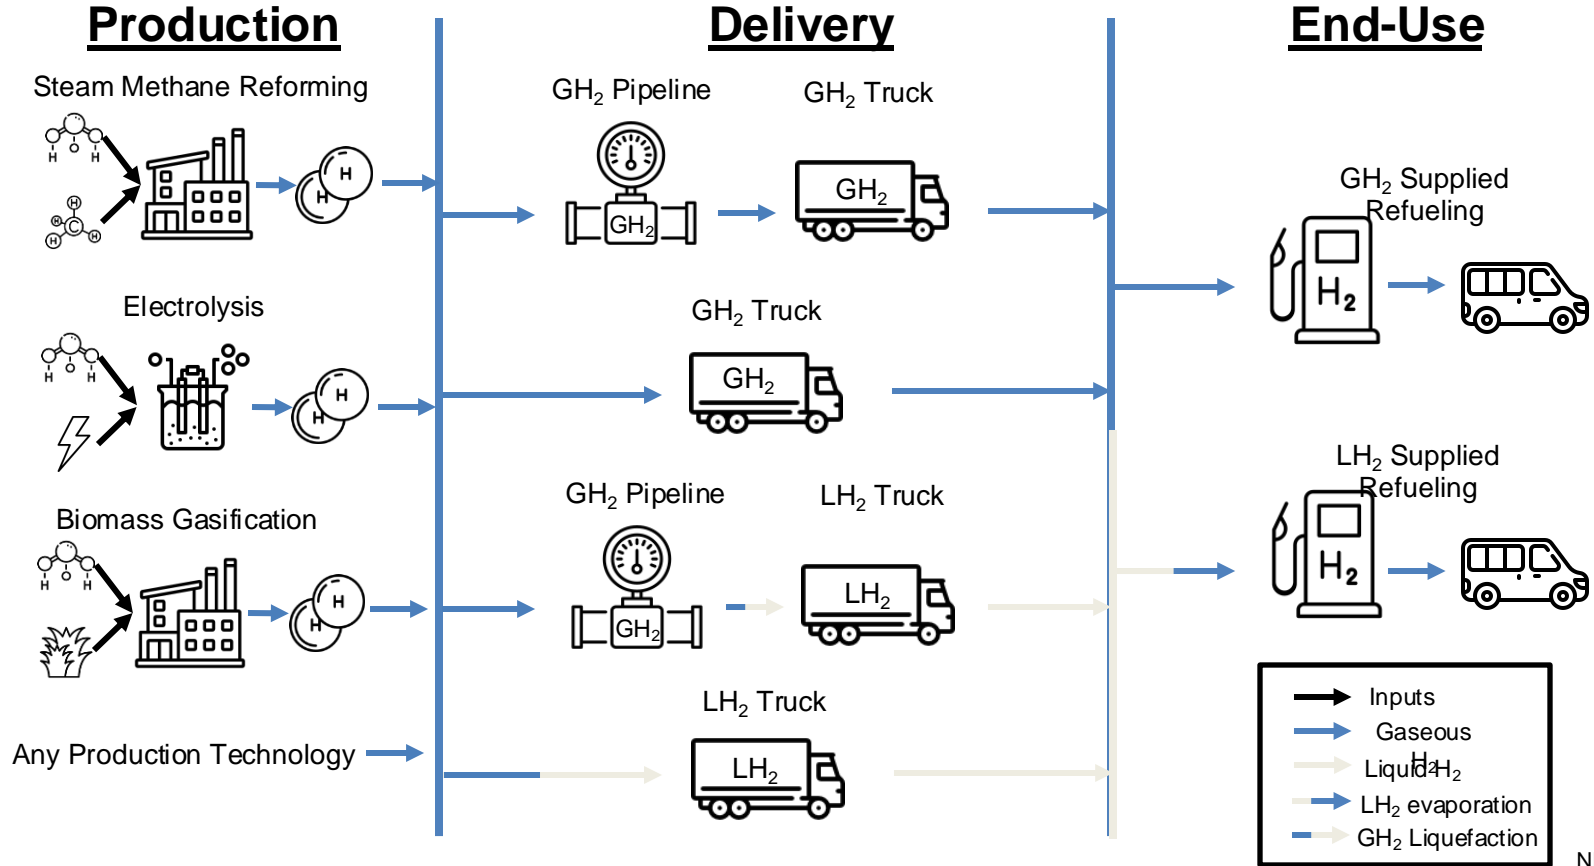 Production
Delivery
End-Use
Steam Methane Reforming
H
O
H
H
H
C
H
H
H
H
GH₂ Pipeline
GH₂
GH₂ Truck
GH₂
GH₂ Supplied
Refueling
H₂
Electrolysis
H
O
H
H
H
GH₂ Truck
GH₂
Biomass Gasification
H
O
H
H
H
GH₂ Pipeline
GH₂
LH₂ Truck
LH₂
LH₂ Supplied
Refueling
H₂
Any Production Technology
LH₂ Truck
LH₂
Inputs
Gaseous
H₂
Liquid H₂
LH₂ evaporation
GH₂ Liquefaction
N